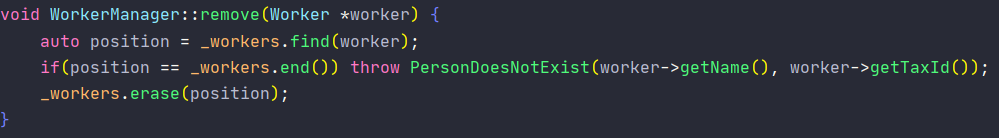 void WorkerManager::remove(Worker *worker) {
    auto position = _workers.find(worker);
    if(position == _workers.end()) throw PersonDoesNotExist(worker->getName(), worker->getTaxId());
    _workers.erase(position);
}